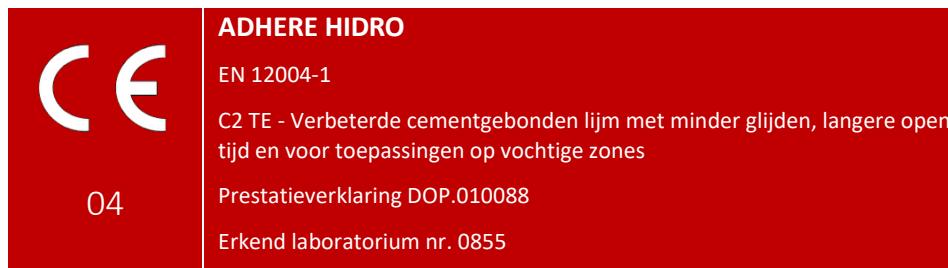 CE
04
ADHERE HIDRO
EN 12004-1
C2 TE - Verbeterde cementgebonden lijm met minder glijden, langere open
tijd en voor toepassingen op vochtige zones
Prestatieverklaring DOP.010088
Erkend laboratorium nr. 0855